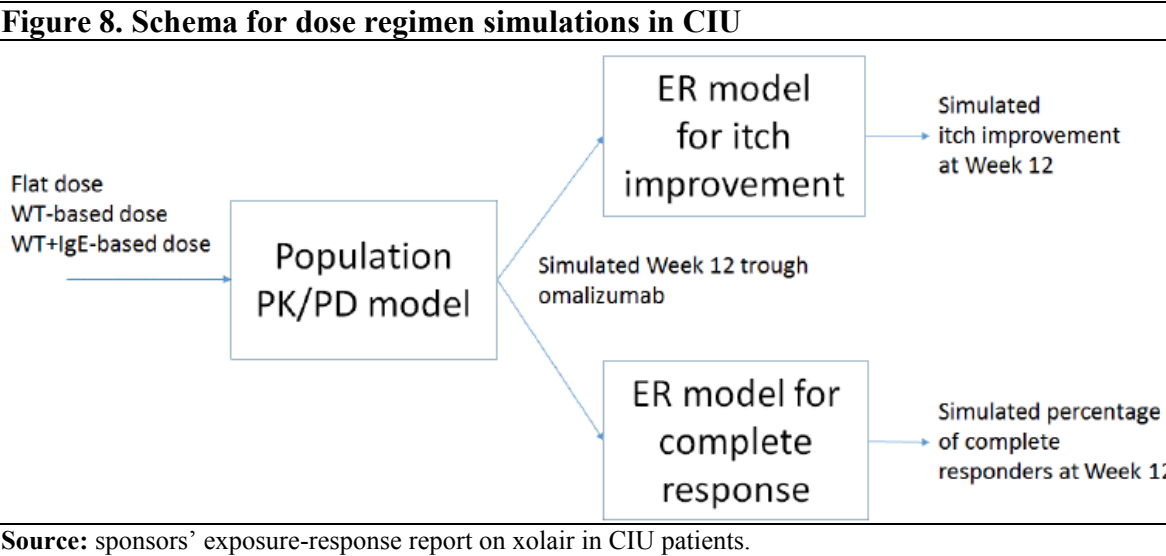 Figure 8. Schema for dose regimen simulations in CIU
Flat dose
WT-based dose
WT+IgE-based dose
Population
PK/PD model
Simulated Week 12 trough
omalizumab
ER model
for itch
improvement
Simulated
itch improvement
at Week 12
ER model for
complete
response
Simulated percentage
of complete
responders at Week 12
Source: sponsors’ exposure-response report on xolair in CIU patients.